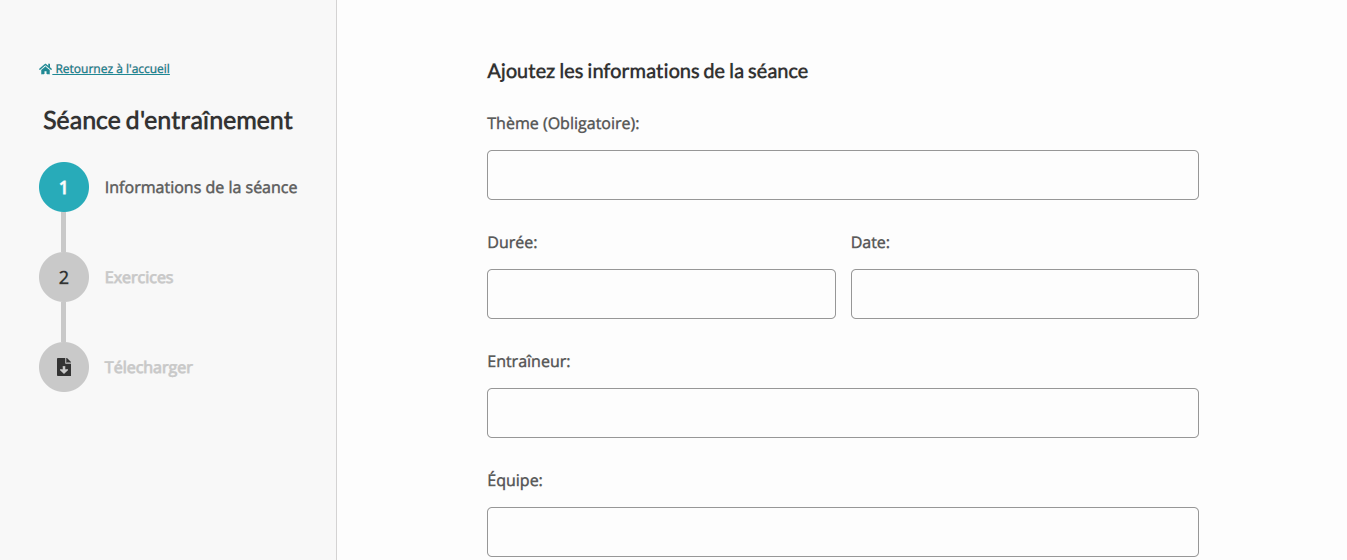 Retournez à l'accueil
Séance d'entraînement
1 Informations de la séance
2 Exercices
Télecharger
Ajoutez les informations de la séance
Thème (Obligatoire):
Durée: Date:
Entraîneur:
Équipe: